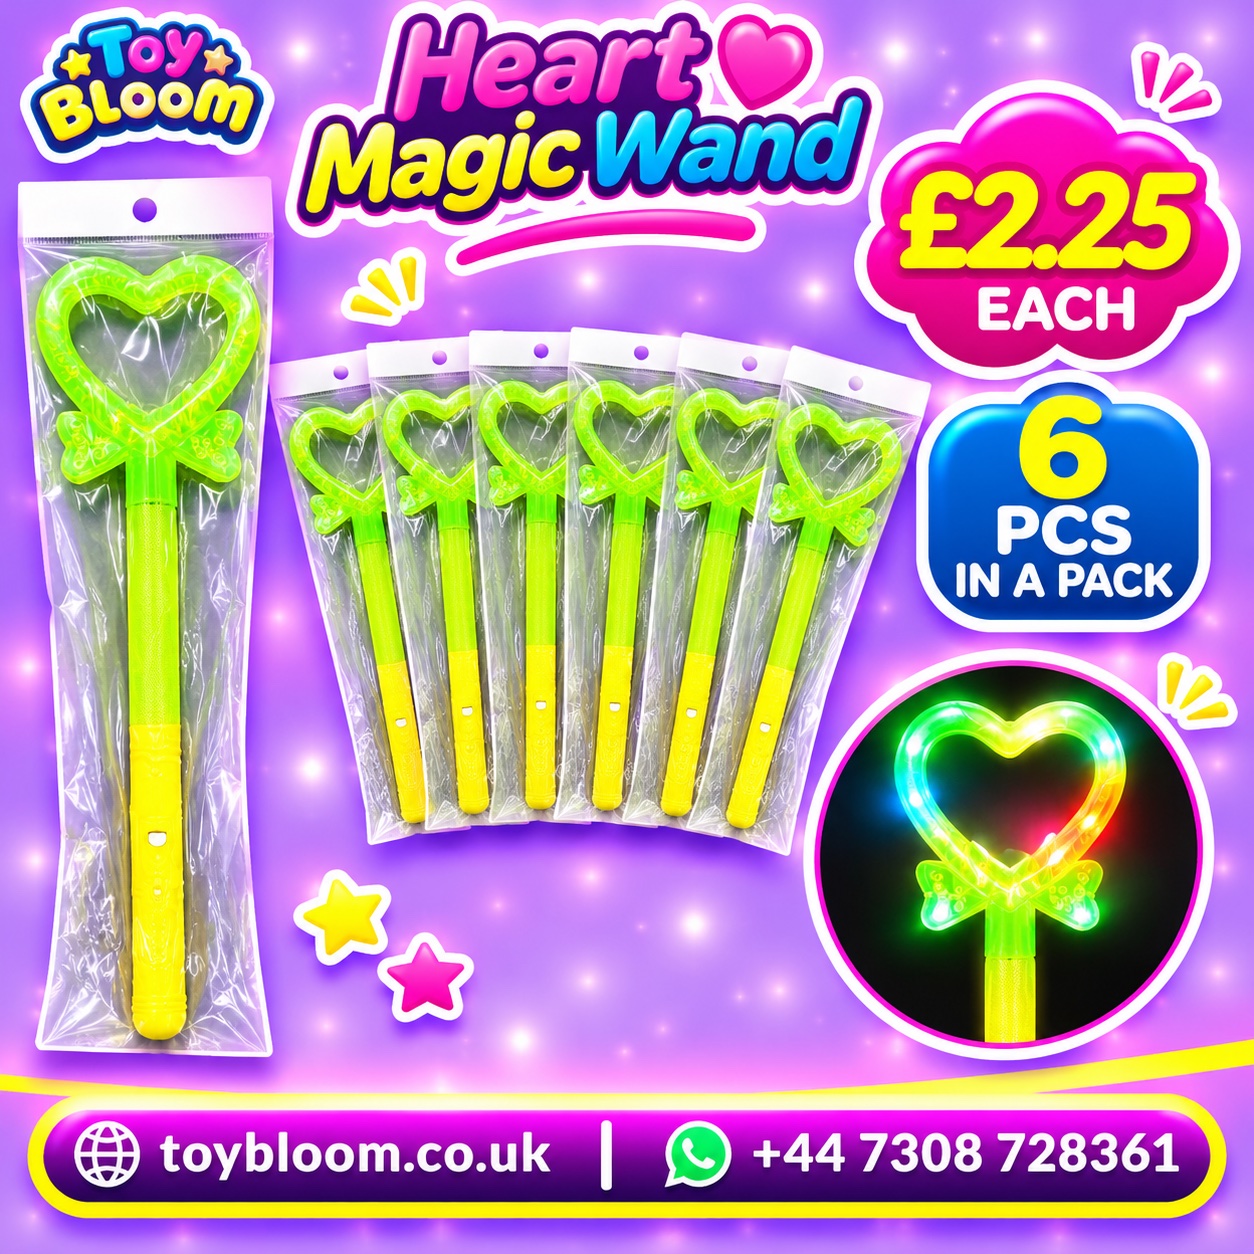 Toy
BLOOM
Heart
Magic Wand
£2.25
EACH
6
PCS
IN A PACK
toybloom.co.uk
+44 7308 728361